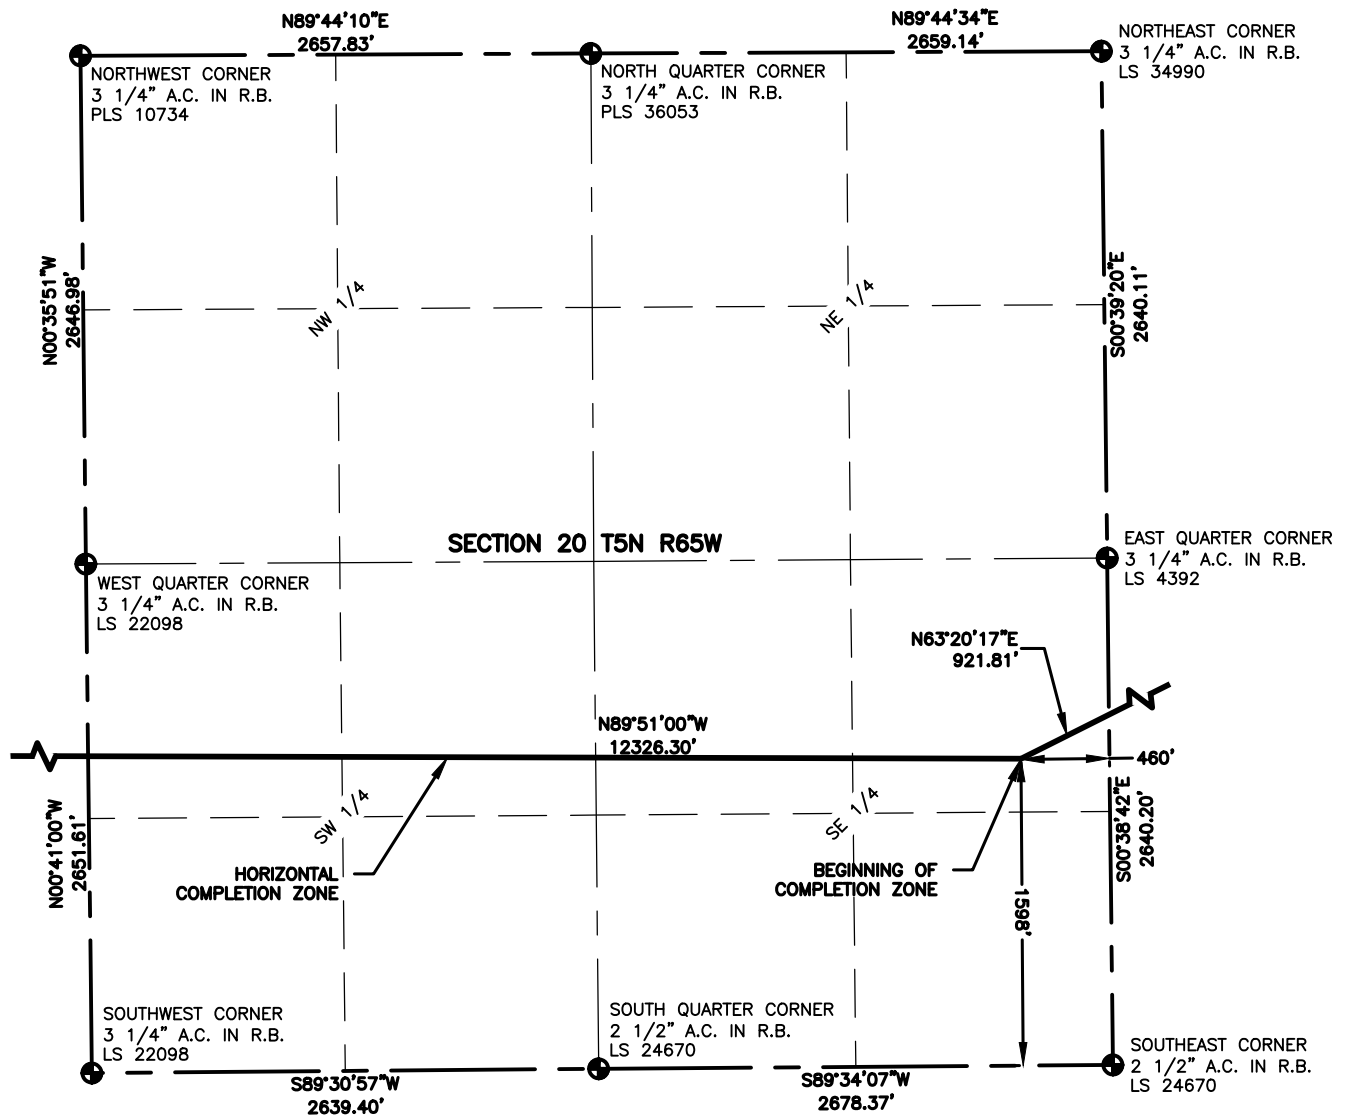 N89°44'10"E
2657.83'
N89°44'34"E
2659.14'
NORTHEAST CORNER
3 1/4" A.C. IN R.B.
LS 34990
NORTHWEST CORNER
3 1/4" A.C. IN R.B.
PLS 10734
NORTH QUARTER CORNER
3 1/4" A.C. IN R.B.
PLS 36053
N00°35'51"W
2646.98'
NW 1/4
NE 1/4
S00°39'20"E
2640.11'
SECTION 20 T5N R65W
EAST QUARTER CORNER
3 1/4" A.C. IN R.B.
LS 4392
WEST QUARTER CORNER
3 1/4" A.C. IN R.B.
LS 22098
N63°20'17"E
921.81'
N89°51'00"W
12326.30'
460'
N00°41'00"W
2651.61'
SW 1/4
SE 1/4
S00°38'42"E
2640.20'
HORIZONTAL
COMPLETION ZONE
BEGINNING OF
COMPLETION ZONE
1598'
SOUTHWEST CORNER
3 1/4" A.C. IN R.B.
LS 22098
SOUTH QUARTER CORNER
2 1/2" A.C. IN R.B.
LS 24670
SOUTHEAST CORNER
2 1/2" A.C. IN R.B.
LS 24670
S89°30'57"W
2639.40'
S89°34'07"W
2678.37'